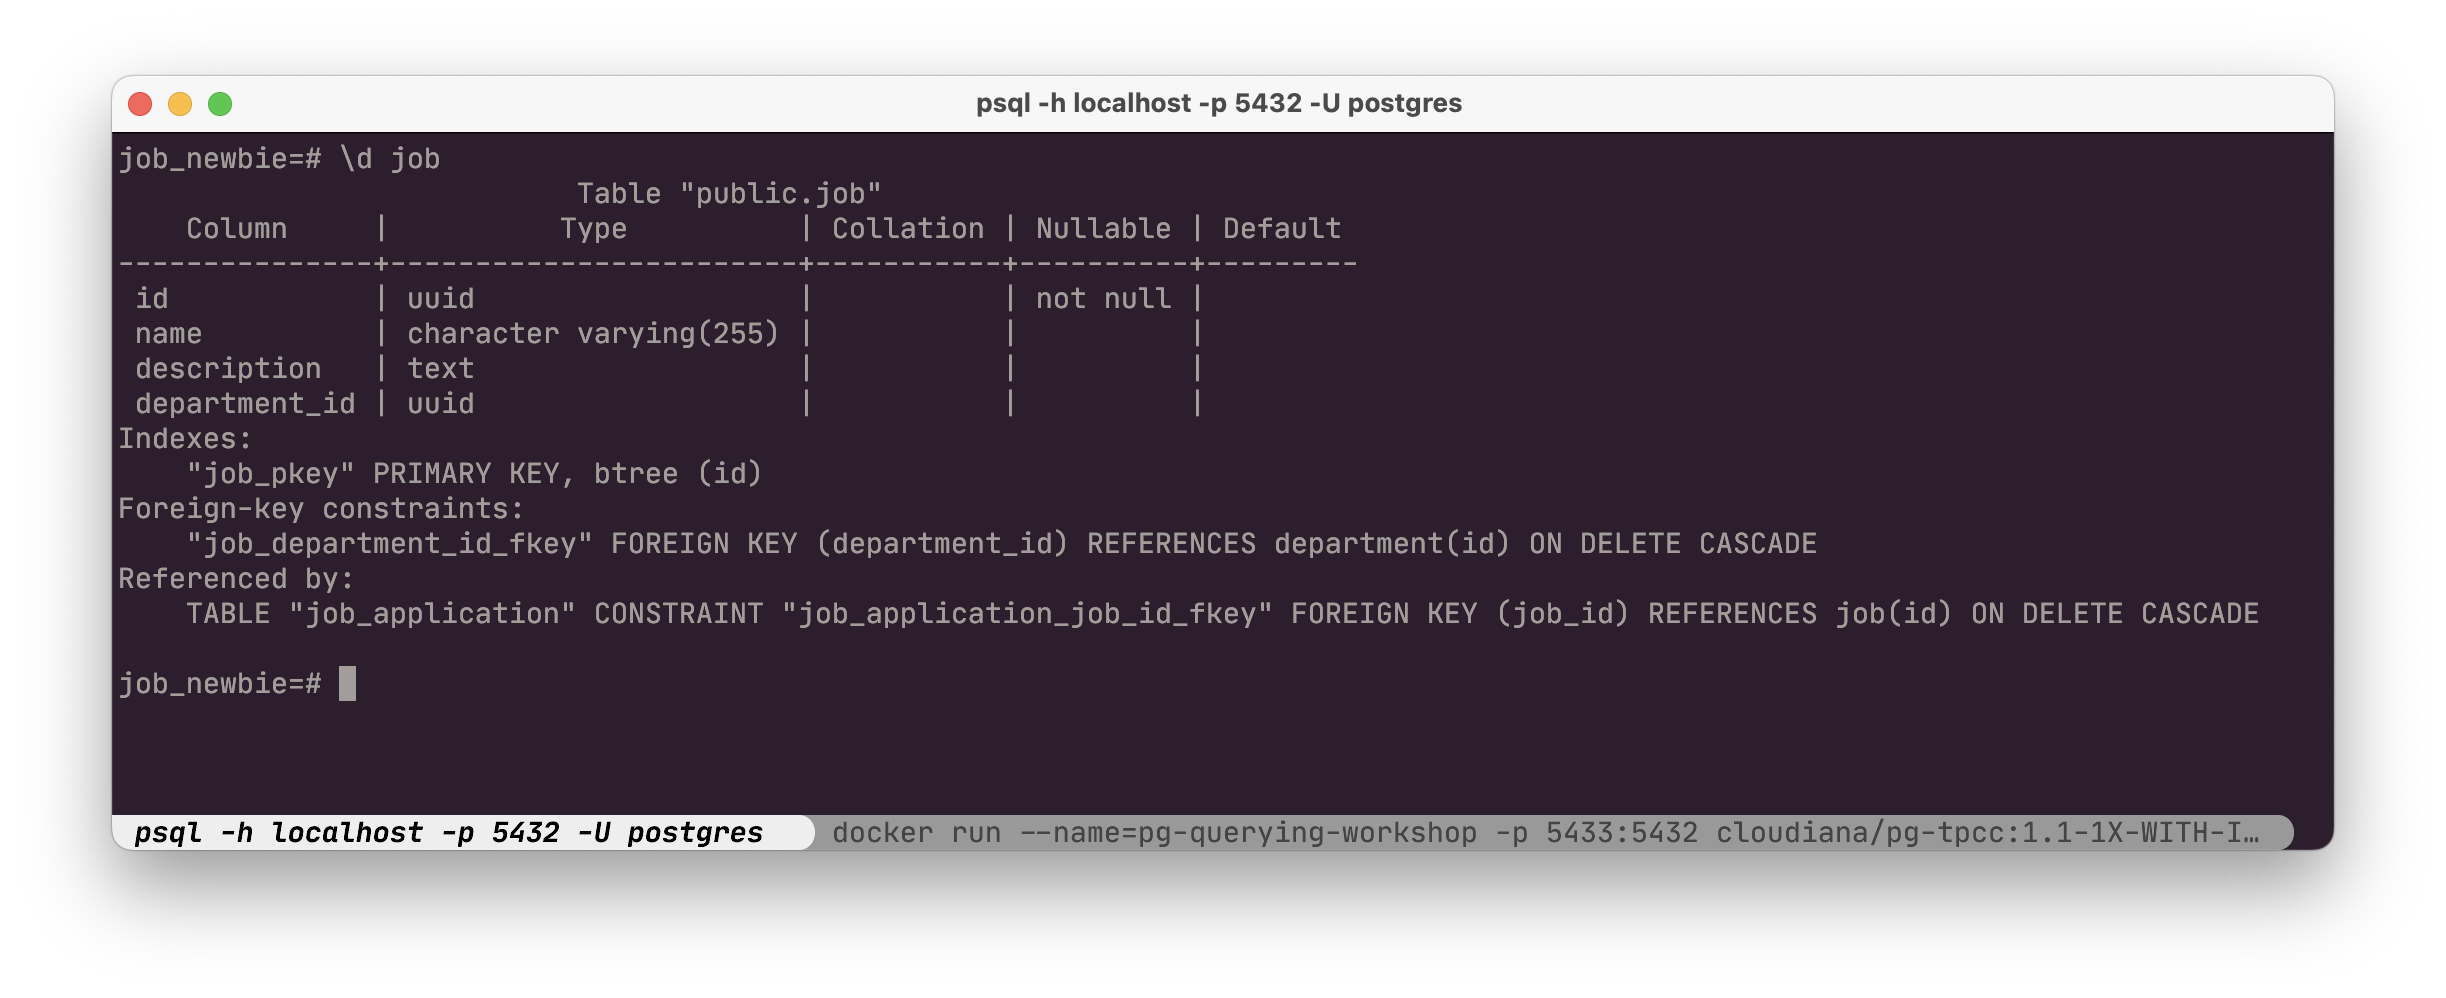 psql -h localhost -p 5432 -U postgres
job_newbie=# \d job
                           Table "public.job"
    Column     |          Type          | Collation | Nullable | Default
---------------+------------------------+-----------+----------+---------
 id            | uuid                   |           | not null |
 name          | character varying(255) |           |          |
 description   | text                   |           |          |
 department_id | uuid                   |           |          |
Indexes:
    "job_pkey" PRIMARY KEY, btree (id)
Foreign-key constraints:
    "job_department_id_fkey" FOREIGN KEY (department_id) REFERENCES department(id) ON DELETE CASCADE
Referenced by:
    TABLE "job_application" CONSTRAINT "job_application_job_id_fkey" FOREIGN KEY (job_id) REFERENCES job(id) ON DELETE CASCADE
job_newbie=#
psql -h localhost -p 5432 -U postgres docker run --name=pg-querying-workshop -p 5433:5432 cloudiana/pg-tpcc:1.1-1X-WITH-I…